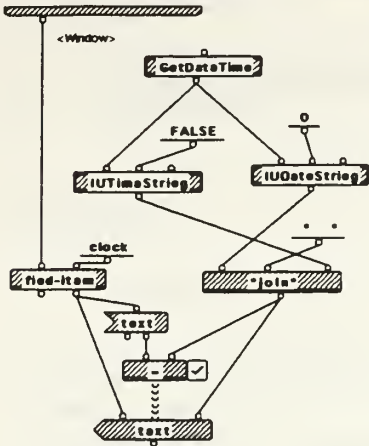 <Window>
GetDateTime
FALSE
0
IUTimeString
IUDateString
" "
clock
find-item
"join"
text
=
text